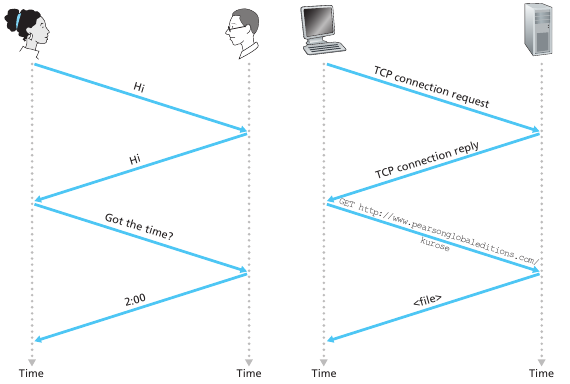 Hi
Hi
Got the time?
2:00
Time
Time
TCP connection request
TCP connection reply
GET http://www.pearsonglobaleditions.com/
kurose
<file>
Time
Time